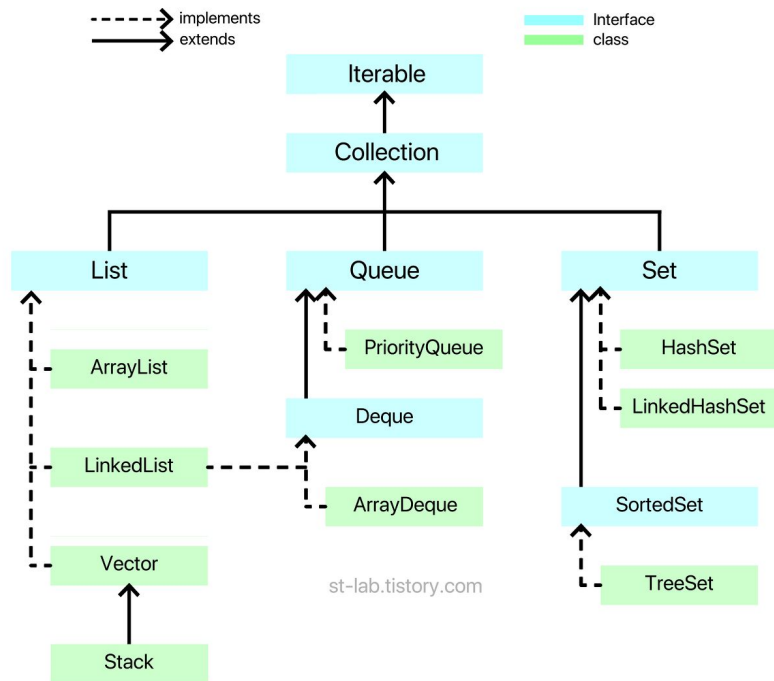 implements
extends
Interface
class
Iterable
Collection
List
Queue
Set
ArrayList
PriorityQueue
HashSet
LinkedHashSet
Deque
LinkedList
ArrayDeque
SortedSet
Vector
TreeSet
st-lab.tistory.com
Stack